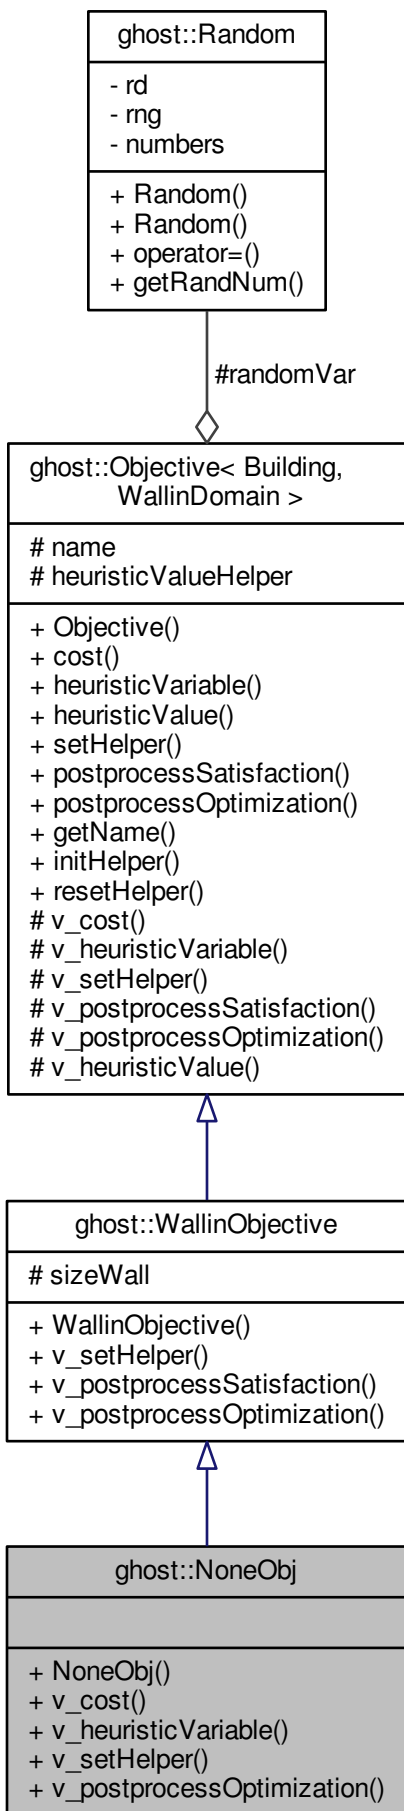 ghost::Random
- rd
- rng
- numbers
+ Random()
+ Random()
+ operator=()
+ getRandNum()
#randomVar
ghost::Objective< Building,
WallinDomain >
# name
# heuristicValueHelper
+ Objective()
+ cost()
+ heuristicVariable()
+ heuristicValue()
+ setHelper()
+ postprocessSatisfaction()
+ postprocessOptimization()
+ getName()
+ initHelper()
+ resetHelper()
# v_cost()
# v_heuristicVariable()
# v_setHelper()
# v_postprocessSatisfaction()
# v_postprocessOptimization()
# v_heuristicValue()
ghost::WallinObjective
# sizeWall
+ WallinObjective()
+ v_setHelper()
+ v_postprocessSatisfaction()
+ v_postprocessOptimization()
ghost::NoneObj
+ NoneObj()
+ v_cost()
+ v_heuristicVariable()
+ v_setHelper()
+ v_postprocessOptimization()